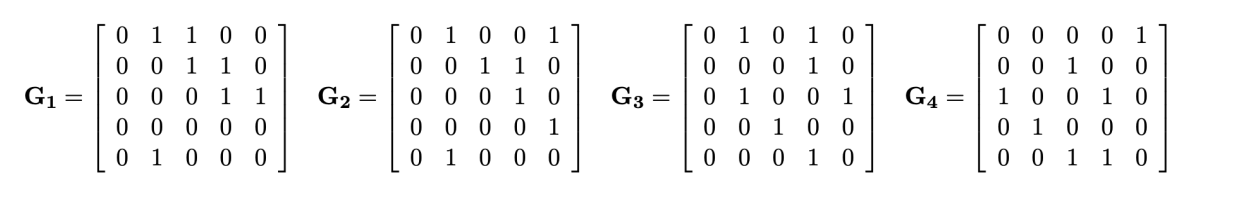 0 1 1 0 0 0 1 0 0 1 0 1 0 1 0 0 0 0 0 1
0 0 1 1 0 0 0 1 1 0 0 0 0 1 0 0 0 1 0 0
G₁ = 0 0 0 1 1 G₂ = 0 0 0 1 0 G₃ = 0 1 0 0 1 G₄ = 1 0 0 1 0
0 0 0 0 0 0 0 0 0 1 0 0 1 0 0 0 1 0 0 0
0 1 0 0 0 0 1 0 0 0 0 0 0 1 0 0 0 1 1 0